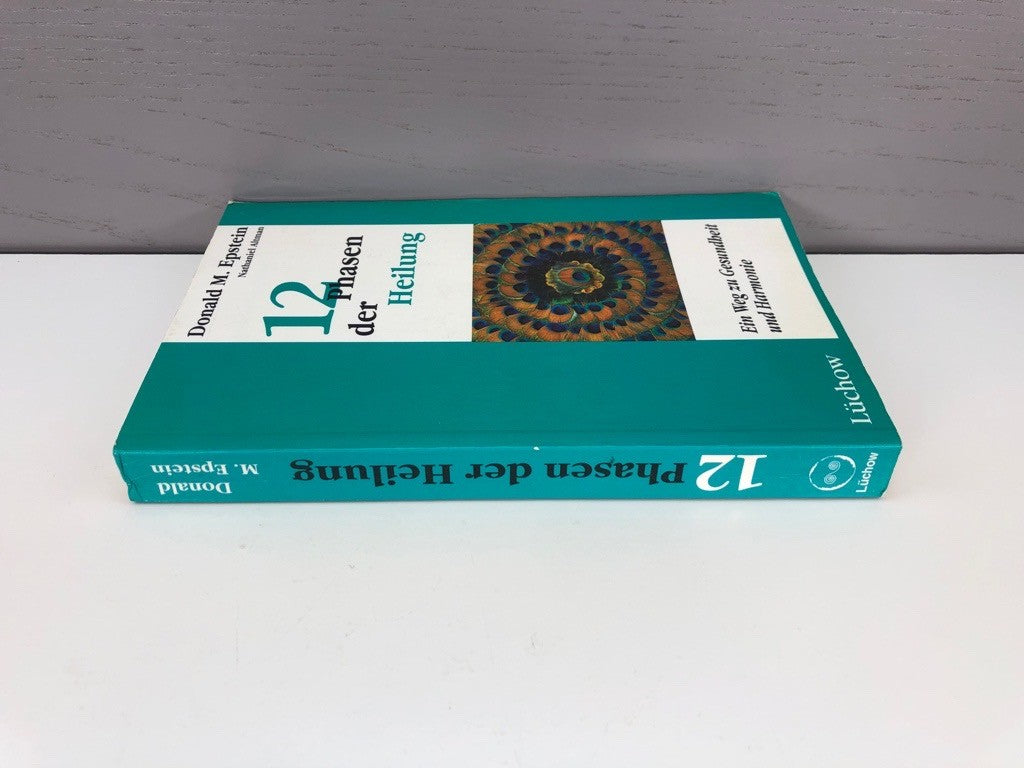 Donald M. Epstein
Nathaniel Altman
12
Phasen
der
Heilung
Ein Weg zu Gesundheit
und Harmonie
Lüchow
Donald
M. Epstein
12 Phasen der Heilung
Lüchow